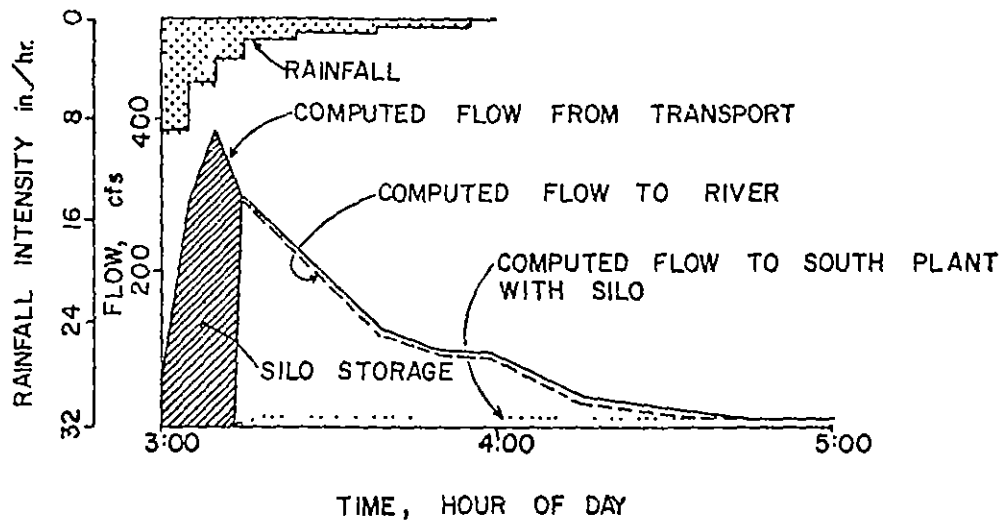 0
8
16
24
32
RAINFALL INTENSITY in./hr.
400
200
FLOW, cfs
RAINFALL
COMPUTED FLOW FROM TRANSPORT
COMPUTED FLOW TO RIVER
COMPUTED FLOW TO SOUTH PLANT
WITH SILO
SILO STORAGE
3:00
4:00
5:00
TIME, HOUR OF DAY